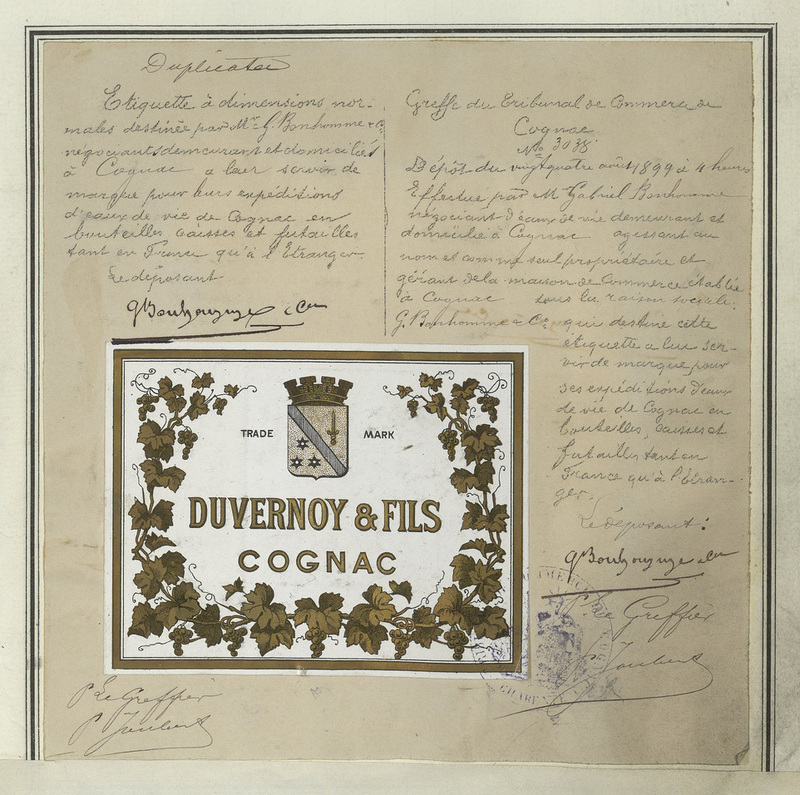 Duplicata
Etiquette à dimensions nor-
males destinée par Mr G. Bonhomme & Co
négociants demeurant et domiciliés
à Cognac a leur servir de
marque pour leurs expéditions
d'eaux de vie de Cognac en
bouteilles, caisses et futailles
tant en France qu'à l'Etranger
Le déposant
G Bonhomme & Cie
Greffe du Tribunal de Commerce de
Cognac
No 3038
Dépôt du vingt quatre août 1899 à 4 heures
Effectué par M Gabriel Bonhomme
négociant d'eaux de vie demeurant et
domicilié à Cognac agissant au
nom et comme seul propriétaire et
gérant de la maison de Commerce établie
à Cognac sous la raison sociale:
G. Bonhomme & Co qui destine cette
etiquette a lui ser-
vir de marque pour
ses expéditions d'eaux
de vie de Cognac en
bouteilles, caisses et
futailles tant en
France qu'à l'Etran-
ger.
Le déposant:
G Bonhomme & Cie
P Le Greffier
P Joubert
TRADE MARK
DUVERNOY & FILS
COGNAC
P Le Greffier
P Joubert